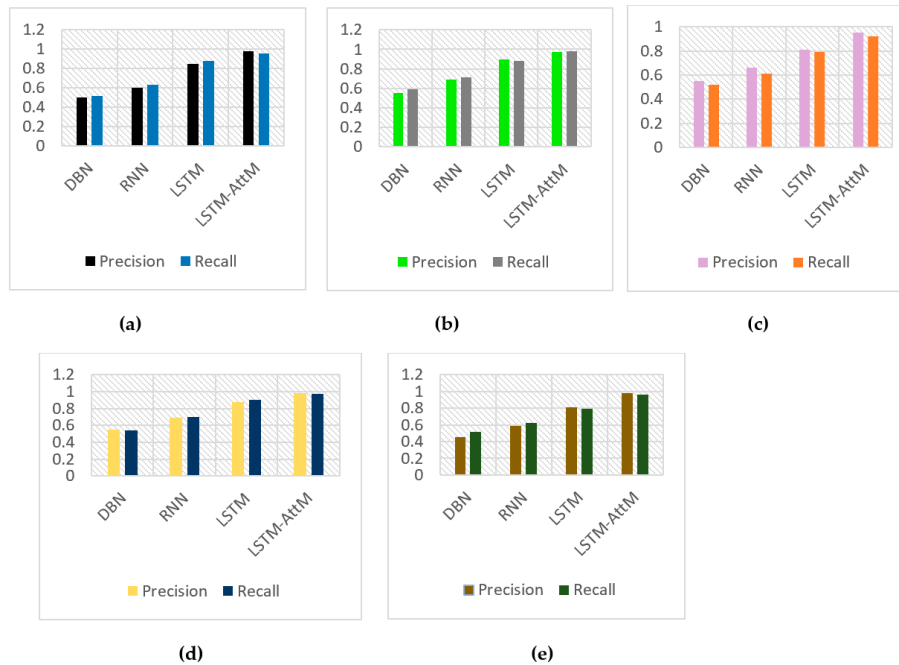 1.2
1
0.8
0.6
0.4
0.2
0
DBN
RNN
LSTM
LSTM-AttM
Precision Recall
(a)
1.2
1
0.8
0.6
0.4
0.2
0
DBN
RNN
LSTM
LSTM-AttM
Precision Recall
(b)
1
0.8
0.6
0.4
0.2
0
DBN
RNN
LSTM
LSTM-AttM
Precision Recall
(c)
1.2
1
0.8
0.6
0.4
0.2
0
DBN
RNN
LSTM
LSTM-AttM
Precision Recall
(d)
1.2
1
0.8
0.6
0.4
0.2
0
DBN
RNN
LSTM
LSTM-AttM
Precision Recall
(e)